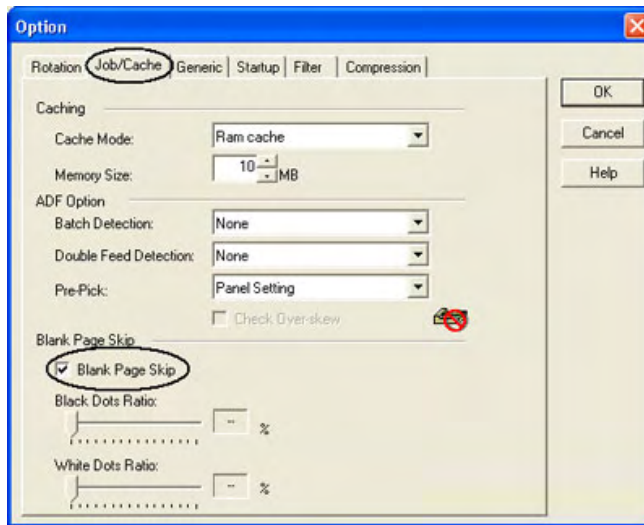 Option
Rotation Job/Cache Generic Startup Filter Compression
OK
Caching
Cache Mode: Ram cache
Cancel
Memory Size: 10 MB
Help
ADF Option
Batch Detection: None
Double Feed Detection: None
Pre-Pick: Panel Setting
Check Over-skew
Blank Page Skip
Blank Page Skip
Black Dots Ratio:
-- %
White Dots Ratio:
-- %